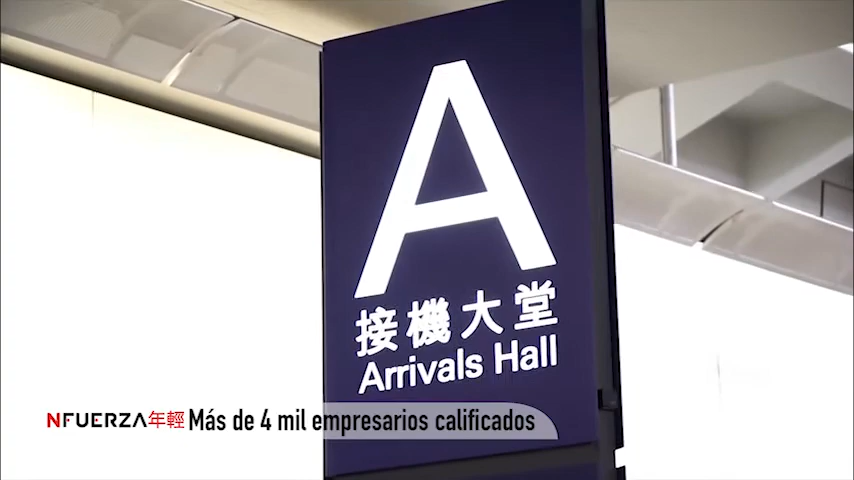 A
接機大堂
Arrivals Hall
NFUERZA年輕 Más de 4 mil empresarios calificados